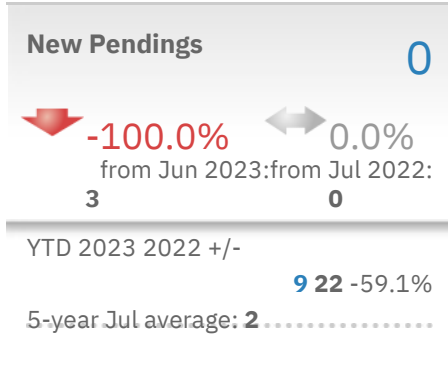 New Pendings 0
-100.0% 0.0%
from Jun 2023:from Jul 2022:
3 0
YTD 2023 2022 +/-
9 22 -59.1%
5-year Jul average: 2